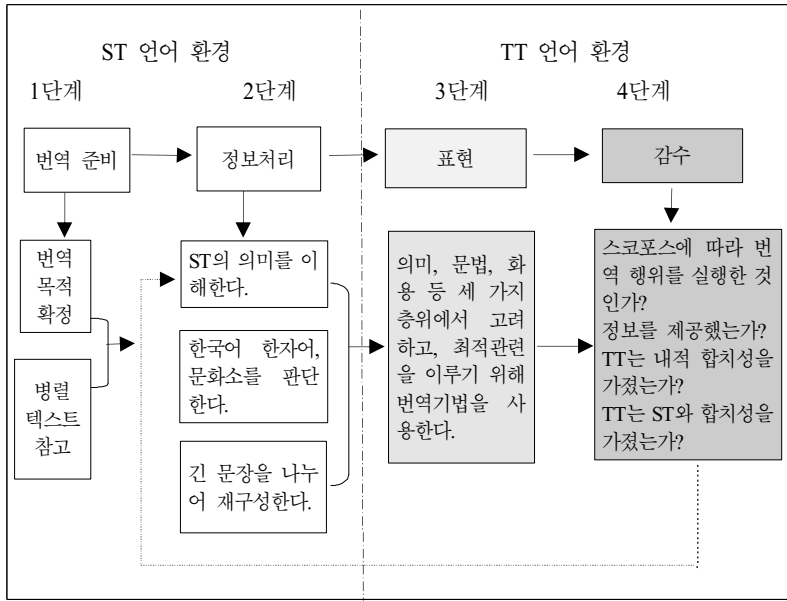 ST 언어 환경
TT 언어 환경
1단계
2단계
3단계
4단계
번역 준비
정보처리
표현
감수
번역
목적
확정
병렬
텍스트
참고
ST의 의미를 이
해한다.
한국어 한자어,
문화소를 판단
한다.
긴 문장을 나누
어 재구성한다.
의미, 문법, 화
용 등 세 가지
층위에서 고려
하고, 최적관련
을 이루기 위해
번역기법을 사
용한다.
스코포스에 따라 번
역 행위를 실행한 것
인가?
정보를 제공했는가?
TT는 내적 합치성을
가졌는가?
TT는 ST와 합치성을
가졌는가?